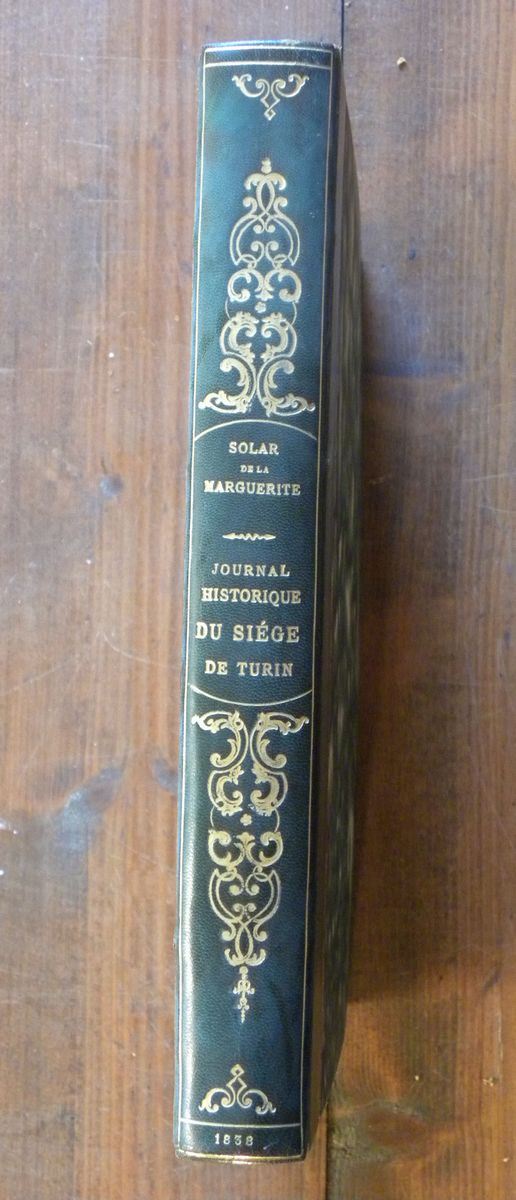 SOLAR
DE LA
MARGUERITE
JOURNAL
HISTORIQUE
DU SIÉGE
DE TURIN
1838